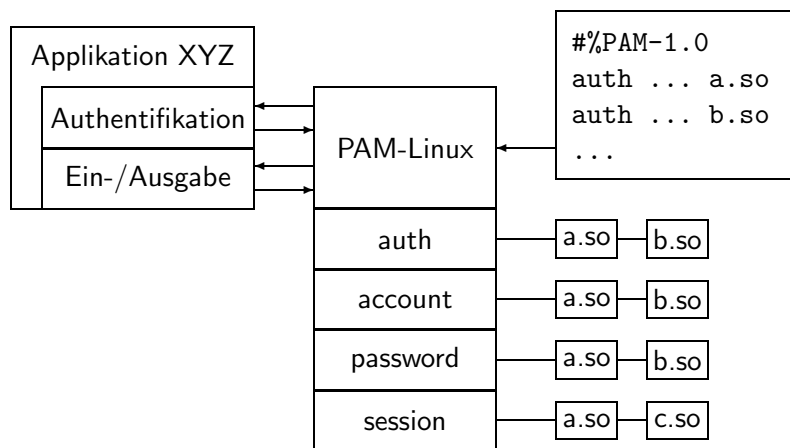 Applikation XYZ
Authentifikation
Ein-/Ausgabe
PAM-Linux
#%PAM-1.0
auth ... a.so
auth ... b.so
...
auth
a.so
b.so
account
a.so
b.so
password
a.so
b.so
session
a.so
c.so